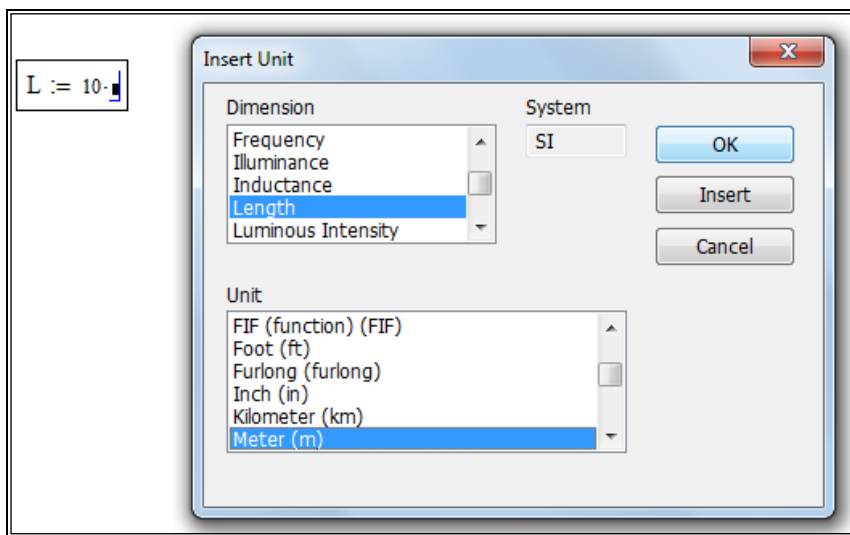 L := 10·
Insert Unit
Dimension
System
Frequency
Illuminance
Inductance
Length
Luminous Intensity
SI
OK
Insert
Cancel
Unit
FIF (function) (FIF)
Foot (ft)
Furlong (furlong)
Inch (in)
Kilometer (km)
Meter (m)